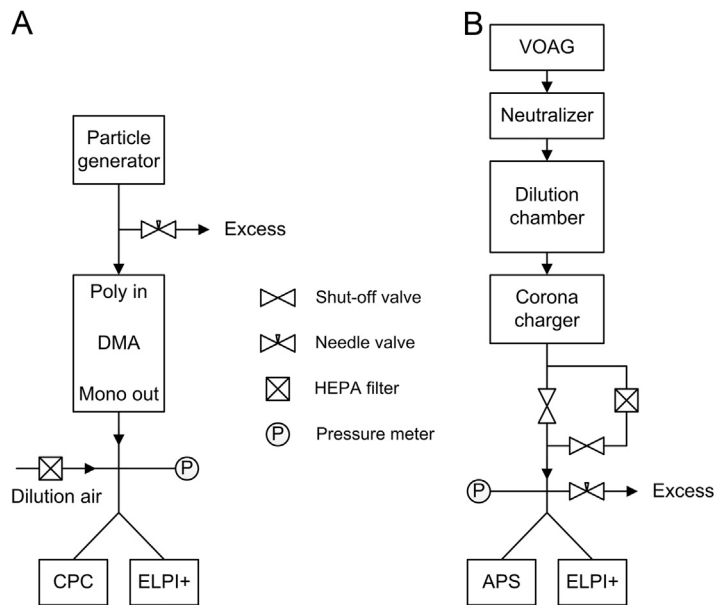 A
Particle
generator
Excess
Poly in
DMA
Mono out
Dilution air
P
CPC
ELPI+
Shut-off valve
Needle valve
HEPA filter
P
Pressure meter
B
VOAG
Neutralizer
Dilution
chamber
Corona
charger
P
Excess
APS
ELPI+